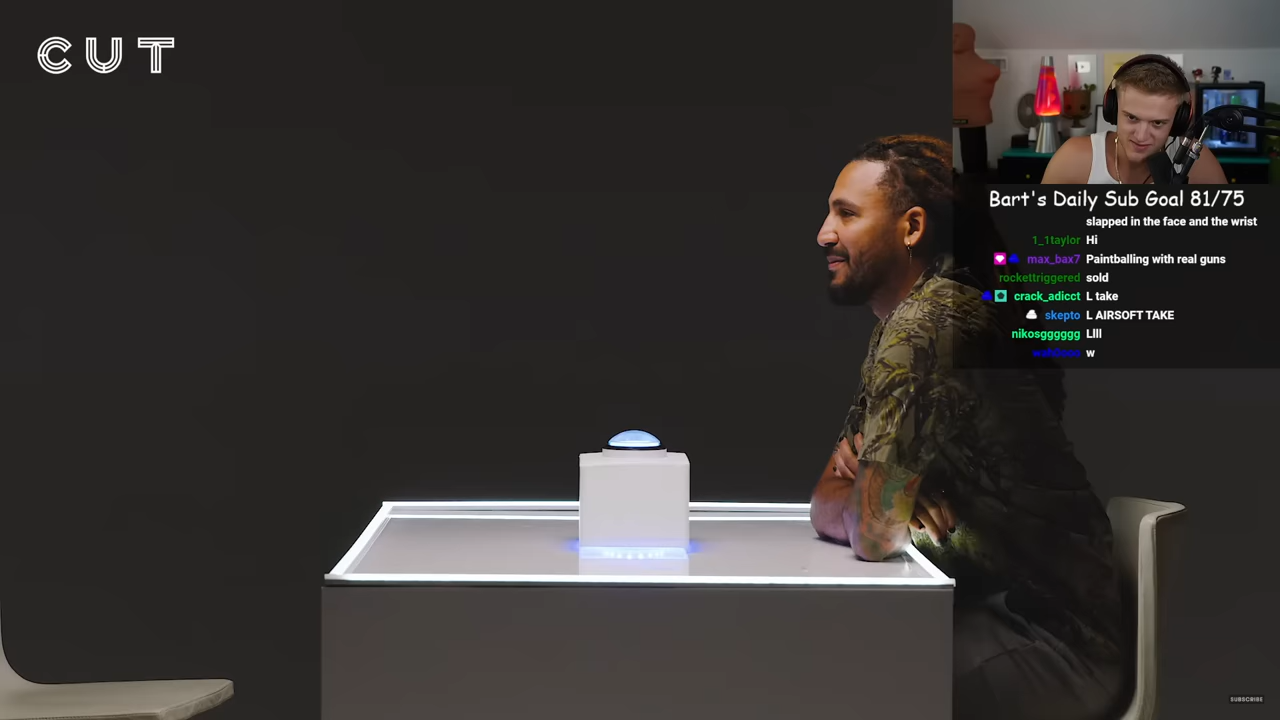 CUT
Bart's Daily Sub Goal 81/75
slapped in the face and the wrist
1_1taylor Hi
max_bax7 Paintballing with real guns
rockettriggered sold
crack_adicct L take
skepto L AIRSOFT TAKE
nikosgggggg Llll
w
SUBSCRIBE